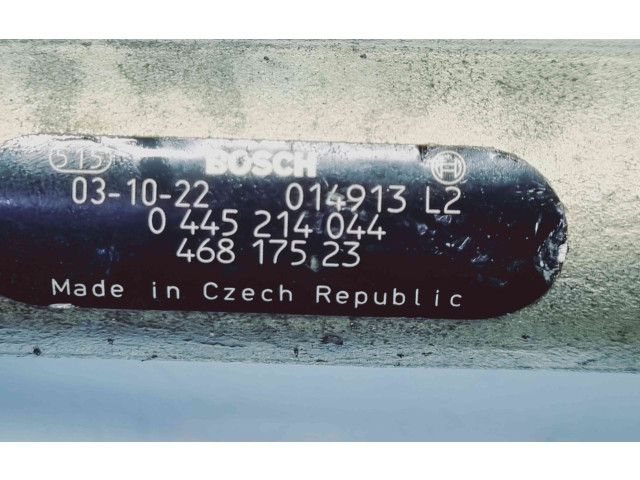 515 BOSCH
03-10-22 014913 L2
0 445 214 044
468 175 23
Made in Czech Republic